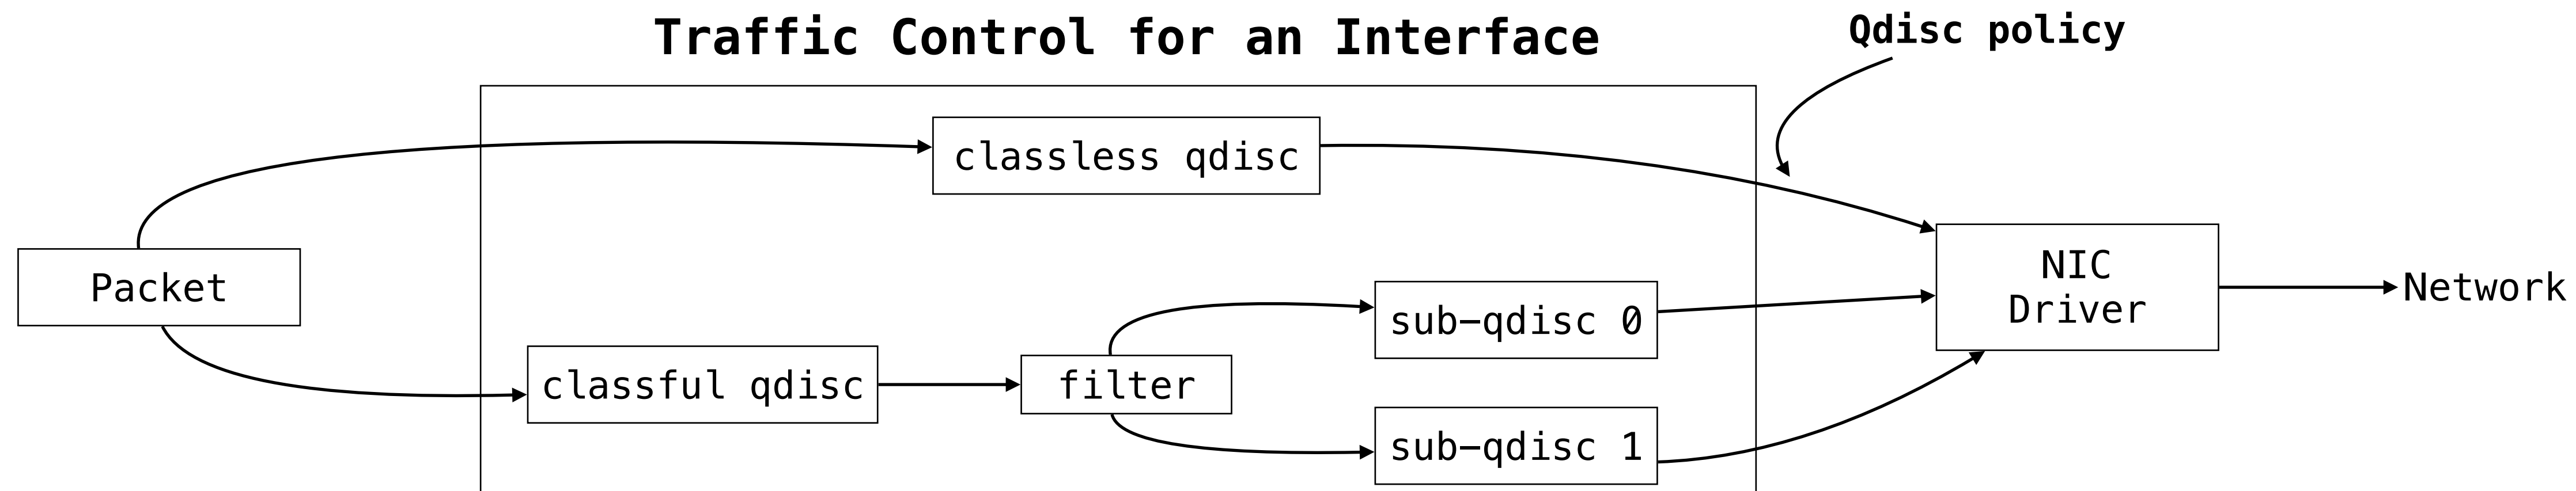 Traffic Control for an Interface
Qdisc policy
classless qdisc
Packet
NIC
Driver
Network
sub-qdisc 0
classful qdisc
filter
sub-qdisc 1